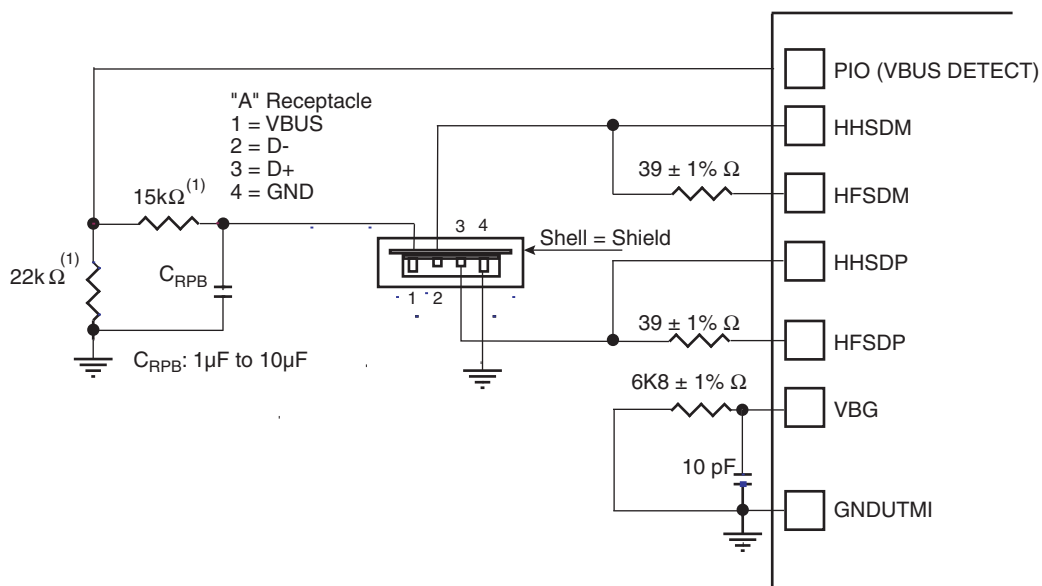 PIO (VBUS DETECT)
"A" Receptacle
1 = VBUS
2 = D-
3 = D+
4 = GND
HHSDM
39 ± 1% Ω
HFSDM
15kΩ(1)
3 4
Shell = Shield
HHSDP
22k Ω(1)
CRPB
1 2
39 ± 1% Ω
HFSDP
CRPB: 1µF to 10µF
6K8 ± 1% Ω
VBG
10 pF
GNDUTMI